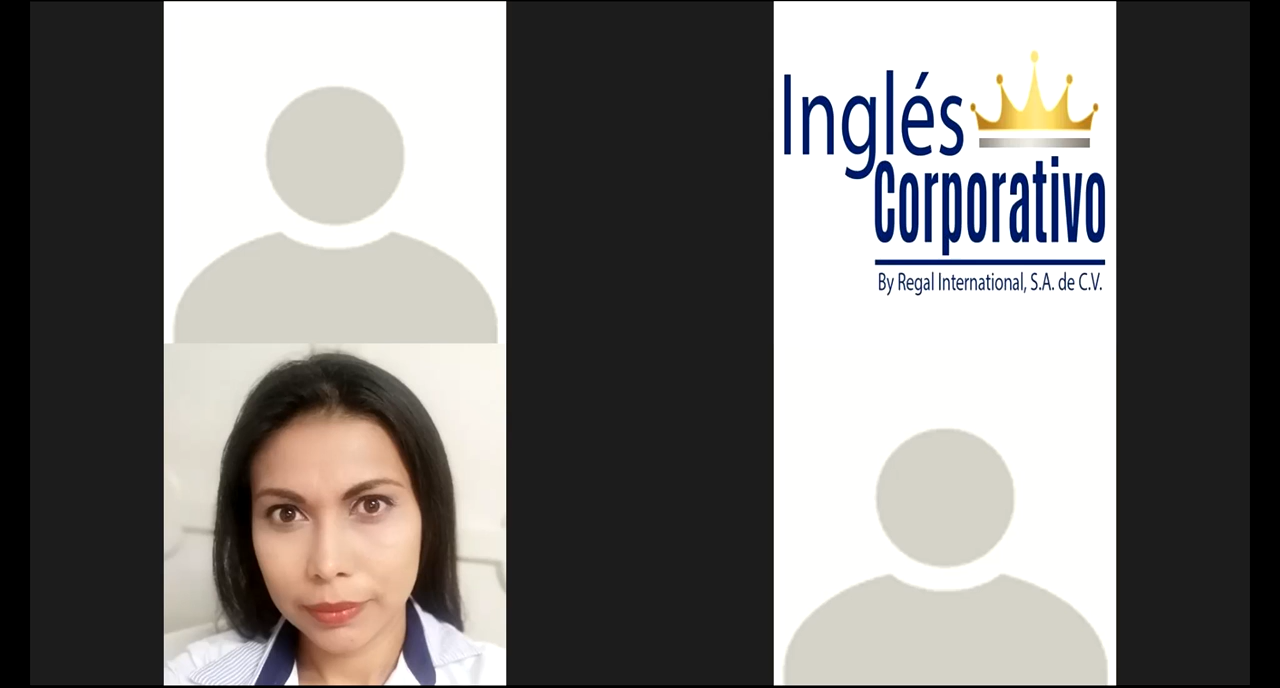 Inglés
Corporativo
By Regal International, S.A. de C.V.